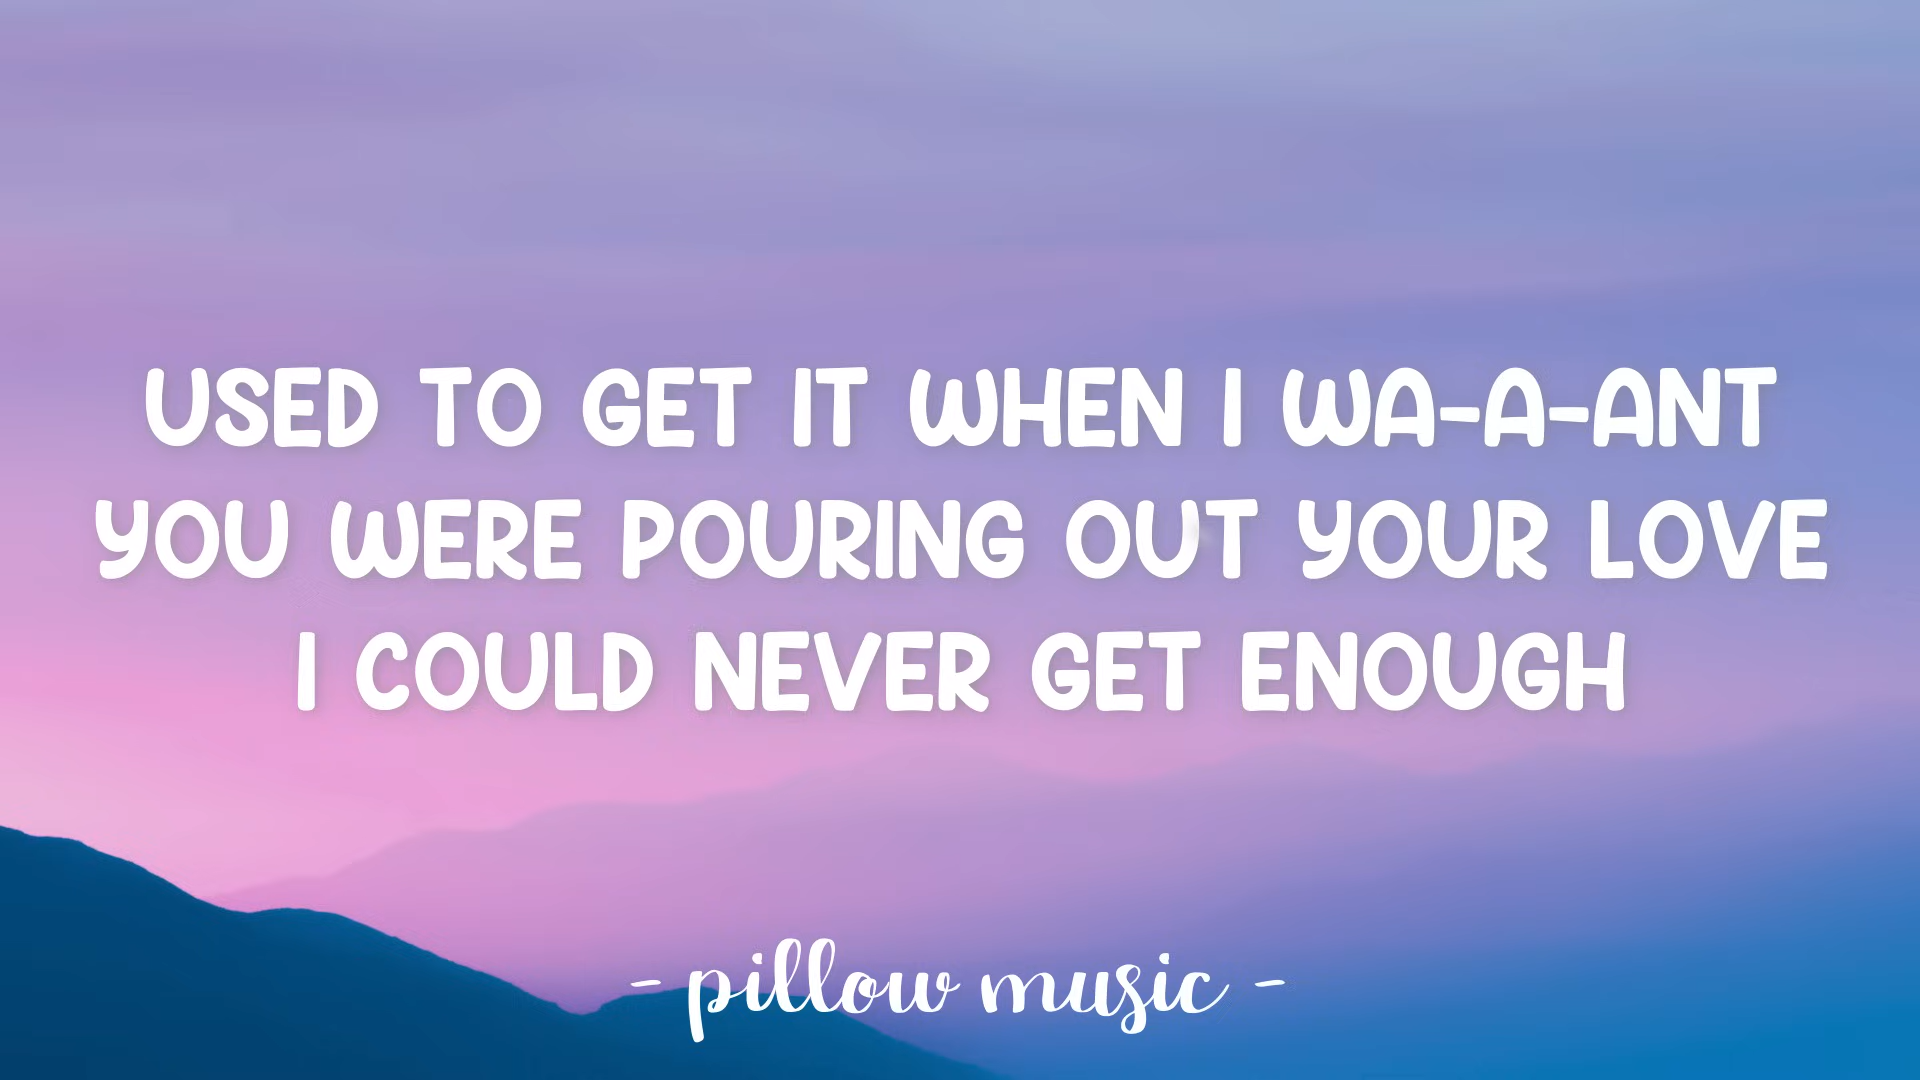 USED TO GET IT WHEN I WA-A-ANT
YOU WERE POURING OUT YOUR LOVE
I COULD NEVER GET ENOUGH
- pillow music -